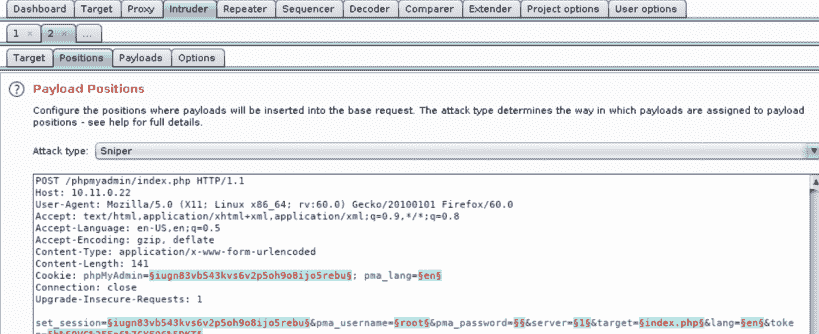 Dashboard Target Proxy Intruder Repeater Sequencer Decoder Comparer Extender Project options User options
1 × 2 × ...
Target Positions Payloads Options
? Payload Positions
Configure the positions where payloads will be inserted into the base request. The attack type determines the way in which payloads are assigned to payload
positions - see help for full details.
Attack type: Sniper
POST /phpmyadmin/index.php HTTP/1.1
Host: 10.11.0.22
User-Agent: Mozilla/5.0 (X11; Linux x86_64; rv:60.0) Gecko/20100101 Firefox/60.0
Accept: text/html,application/xhtml+xml,application/xml;q=0.9,*/*;q=0.8
Accept-Language: en-US,en;q=0.5
Accept-Encoding: gzip, deflate
Content-Type: application/x-www-form-urlencoded
Content-Length: 141
Cookie: phpMyAdmin=§iugn83vb543kvs6v2p5oh9o8ijo5rebu§; pma_lang=§en§
Connection: close
Upgrade-Insecure-Requests: 1
set_session=§iugn83vb543kvs6v2p5oh9o8ijo5rebu§&pma_username=§root§&pma_password=§§&server=§1§&target=§index.php§&lang=§en§&toke